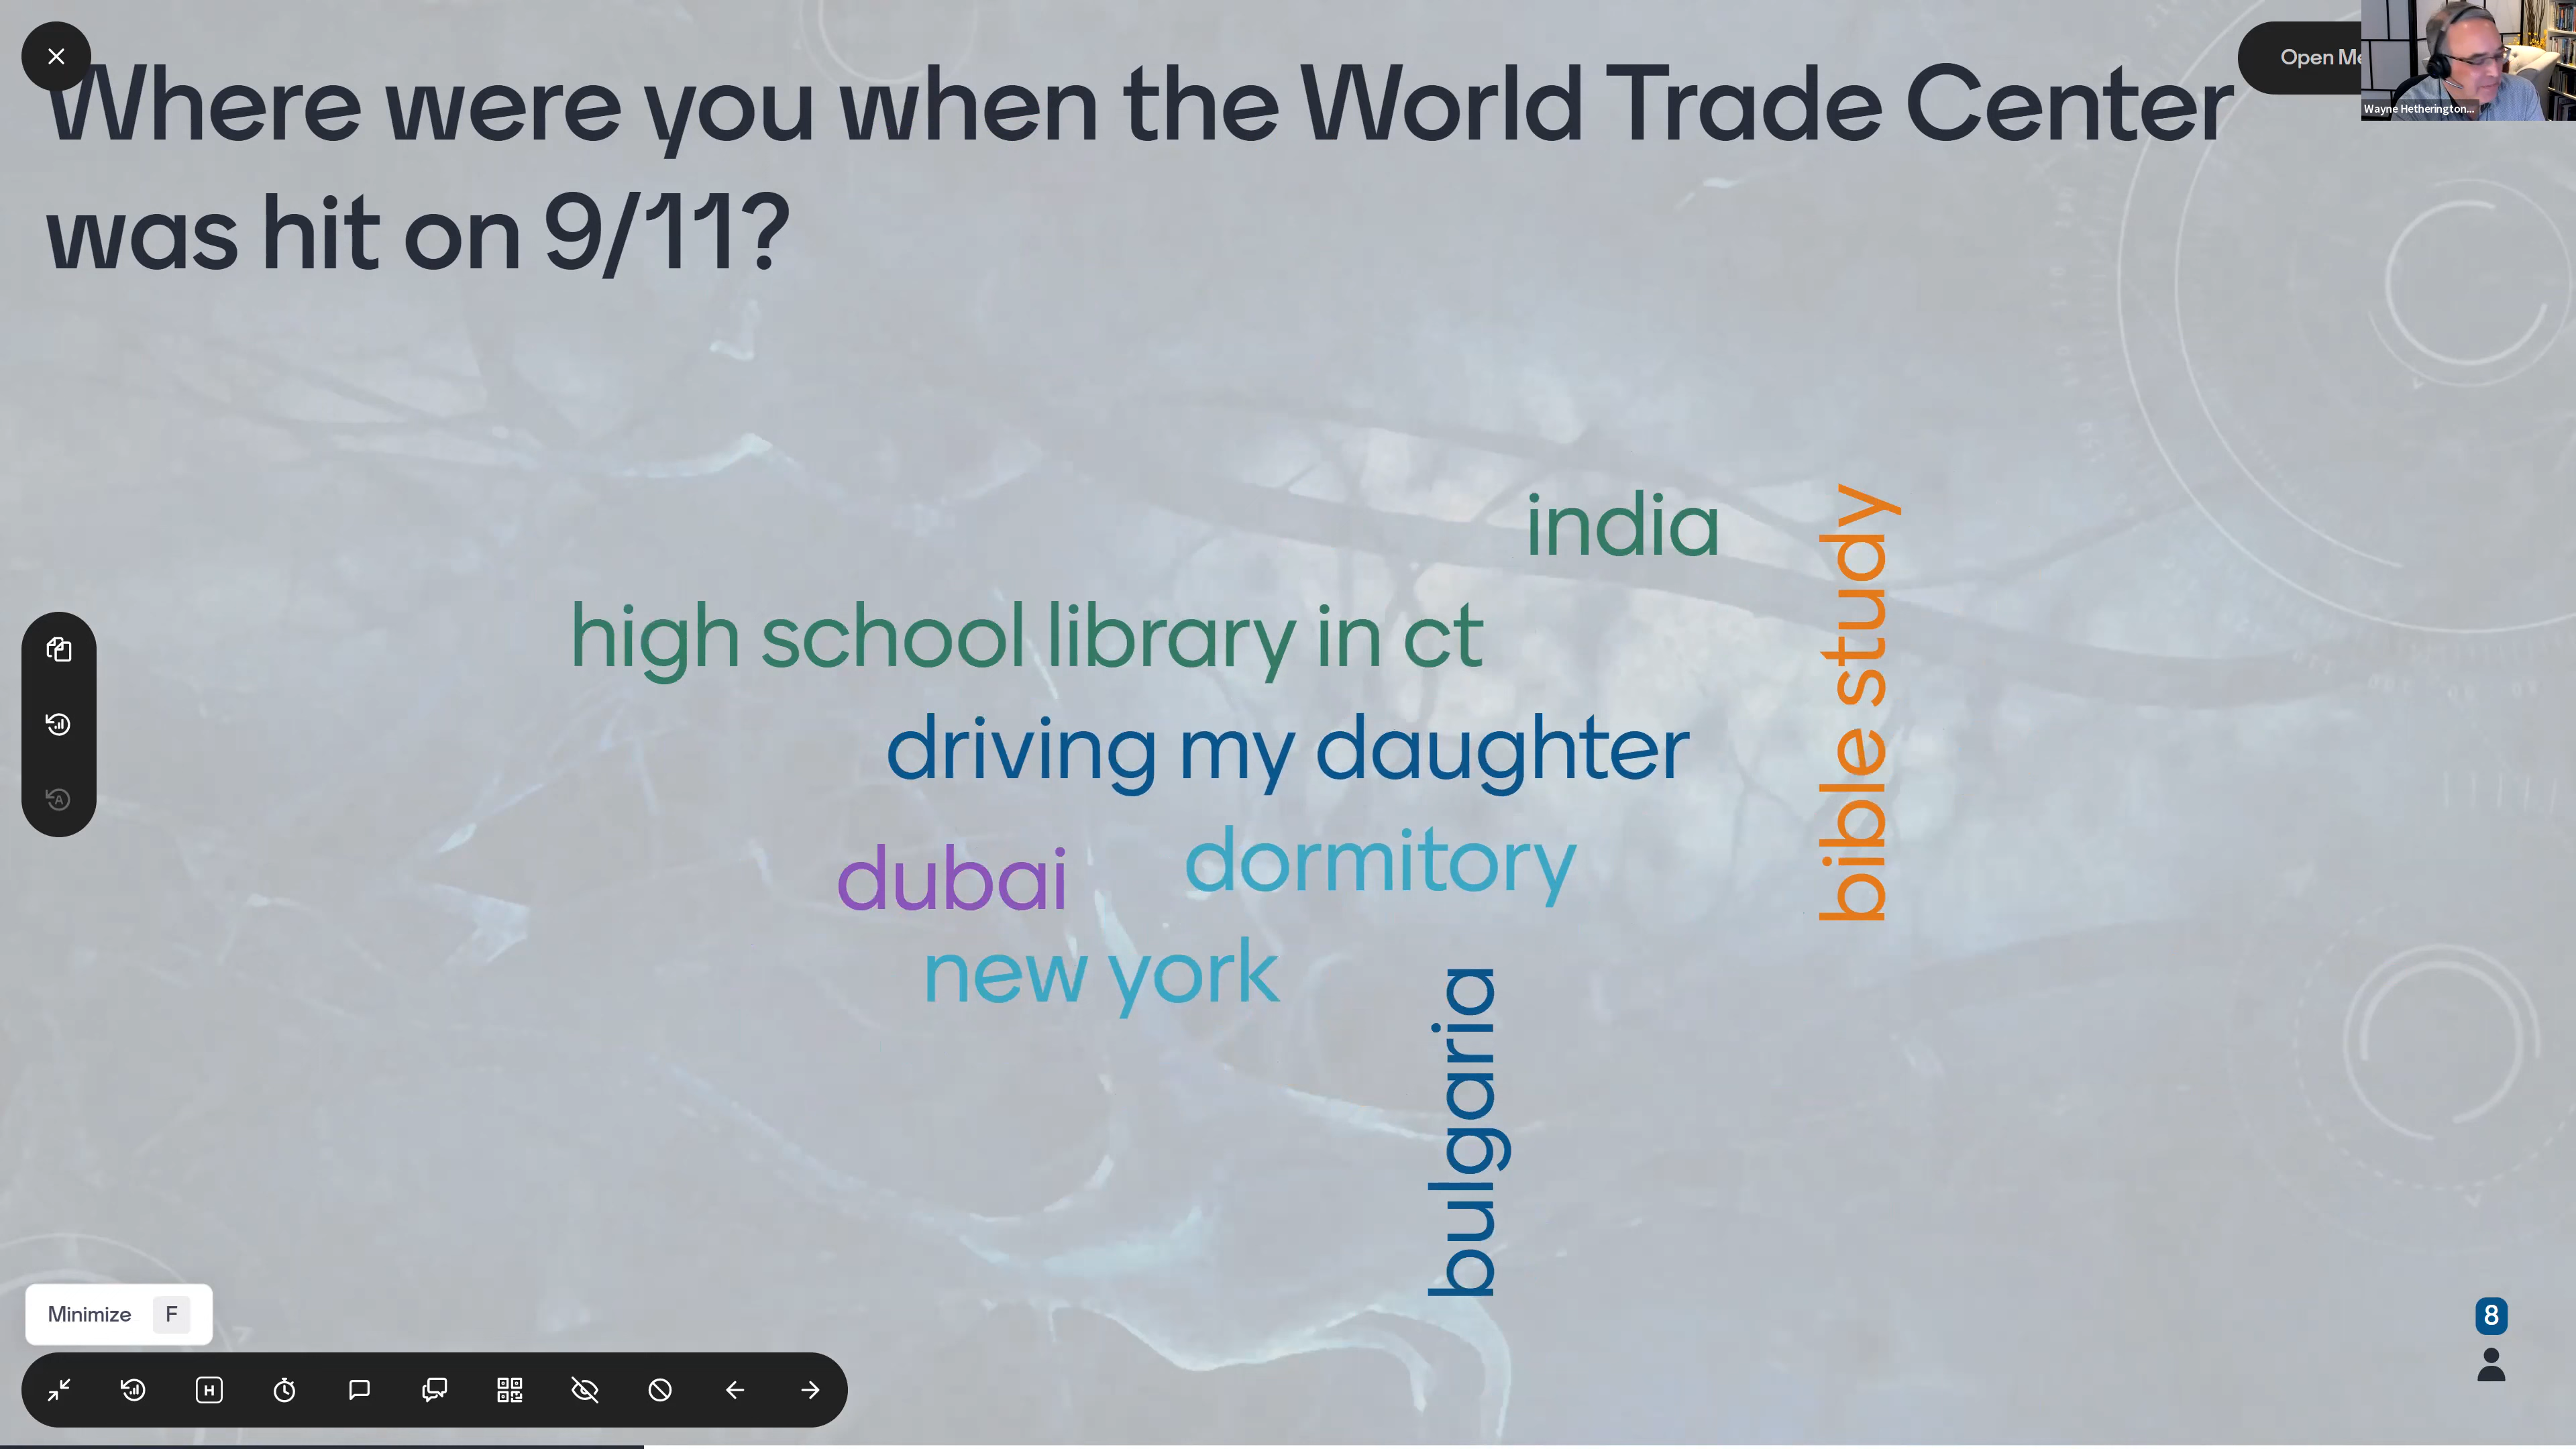 Where were you when the World Trade Center
was hit on 9/11?
Open Me
Wayne Hetherington...
india
bible study
high school library in ct
driving my daughter
dubai
dormitory
new york
bulgaria
Minimize F
H
8
A